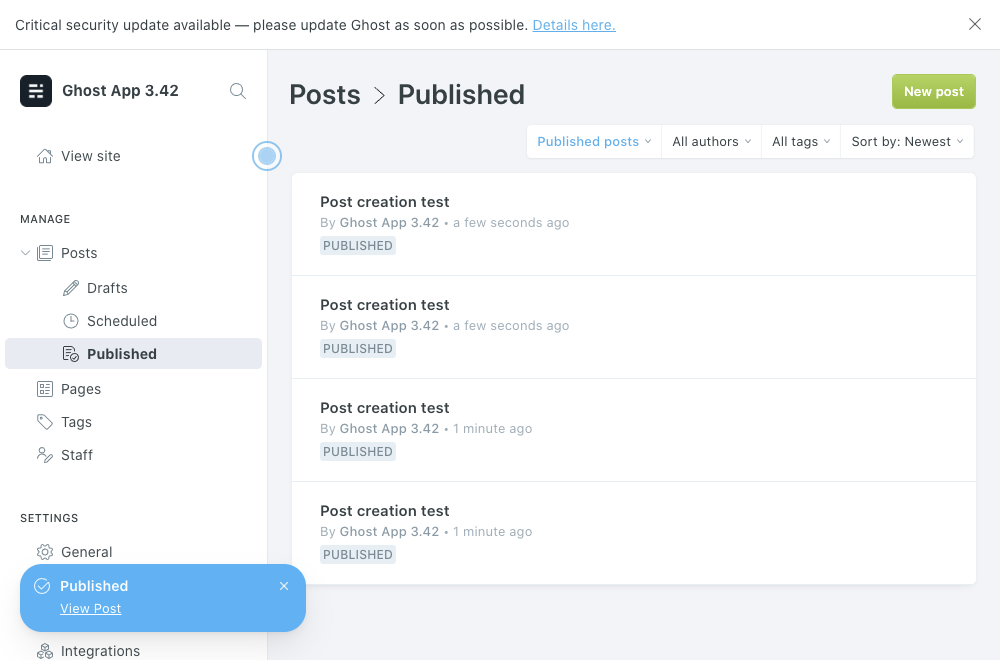 Critical security update available — please update Ghost as soon as possible. Details here.
Ghost App 3.42
View site
MANAGE
Posts
Drafts
Scheduled
Published
Pages
Tags
Staff
SETTINGS
General
Published
View Post
Integrations
Posts > Published
New post
Published posts
All authors
All tags
Sort by: Newest
Post creation test
By Ghost App 3.42 • a few seconds ago
PUBLISHED
Post creation test
By Ghost App 3.42 • a few seconds ago
PUBLISHED
Post creation test
By Ghost App 3.42 • 1 minute ago
PUBLISHED
Post creation test
By Ghost App 3.42 • 1 minute ago
PUBLISHED